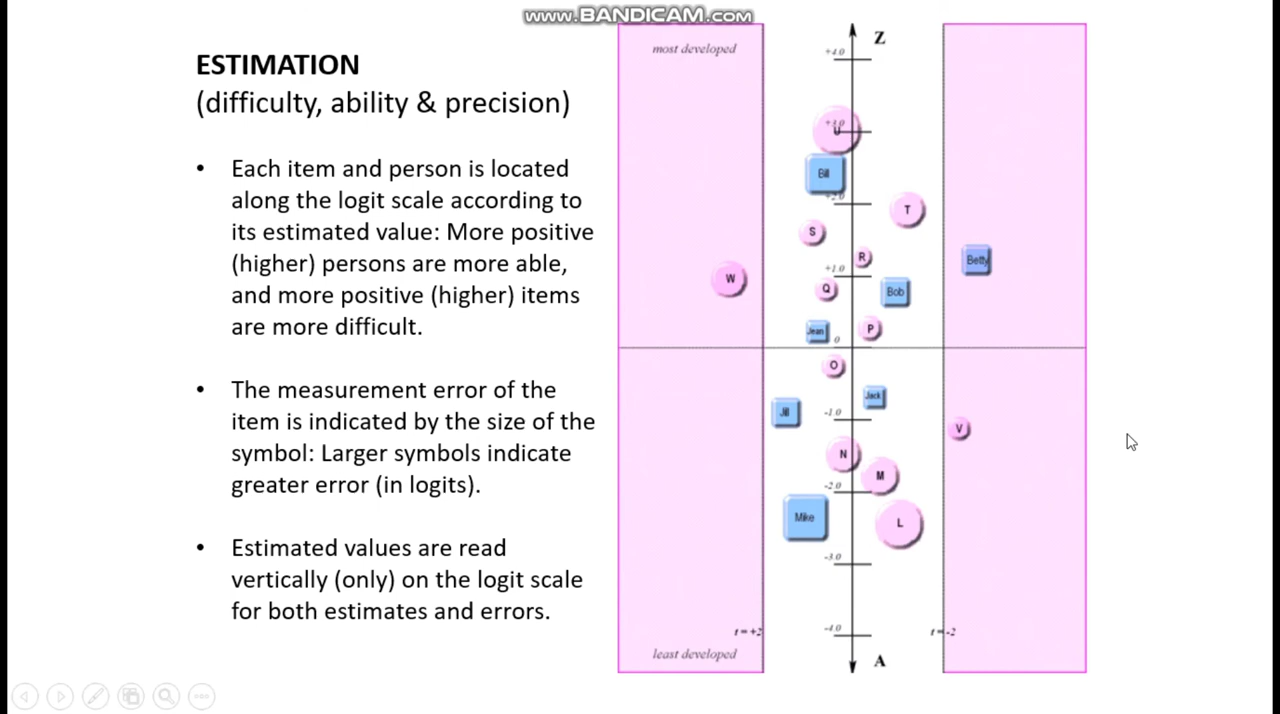 www.BANDICAM.com
ESTIMATION
(difficulty, ability & precision)
• Each item and person is located
along the logit scale according to
its estimated value: More positive
(higher) persons are more able,
and more positive (higher) items
are more difficult.
• The measurement error of the
item is indicated by the size of the
symbol: Larger symbols indicate
greater error (in logits).
• Estimated values are read
vertically (only) on the logit scale
for both estimates and errors.
most developed
Z
+4.0
+3.0
U
Bill
+2.0
T
S
R
Betty
+1.0
W
Q
Bob
Jean
P
0
O
Jack
Jill
-1.0
V
N
M
-2.0
Mike
L
-3.0
-4.0
t = +2
t = -2
least developed
A